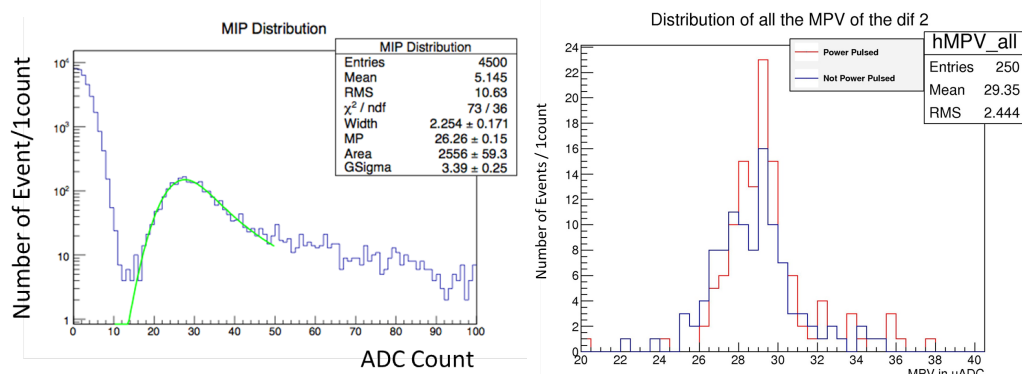 MIP Distribution
MIP Distribution
Entries 4500
Mean 5.145
RMS 10.63
χ² / ndf 73 / 36
Width 2.254 ± 0.171
MP 26.26 ± 0.15
Area 2556 ± 59.3
GSigma 3.39 ± 0.25
Number of Event/1count
10⁴
10³
10²
10
1
0 10 20 30 40 50 60 70 80 90 100
ADC Count
Distribution of all the MPV of the dif 2
Power Pulsed
Not Power Pulsed
hMPV_all
Entries 250
Mean 29.35
RMS 2.444
Number of Events / 1count
24
22
20
18
16
14
12
10
8
6
4
2
0
20 22 24 26 28 30 32 34 36 38 40
MPV in uADC